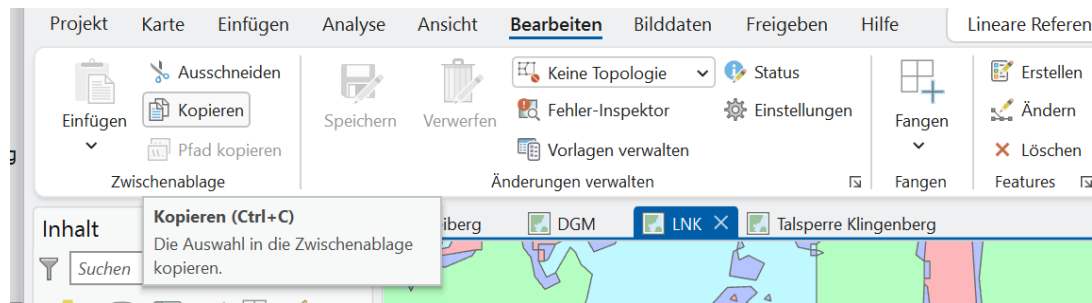 Projekt Karte Einfügen Analyse Ansicht Bearbeiten Bilddaten Freigeben Hilfe Lineare Referen
Ausschneiden
Kopieren
Pfad kopieren
Einfügen
Zwischenablage
Speichern
Verwerfen
Keine Topologie
Fehler-Inspektor
Vorlagen verwalten
Status
Einstellungen
Änderungen verwalten
Fangen
Fangen
Erstellen
Ändern
Löschen
Features
Inhalt
Suchen
Kopieren (Ctrl+C)
Die Auswahl in die Zwischenablage
kopieren.
iberg DGM LNK Talsperre Klingenberg